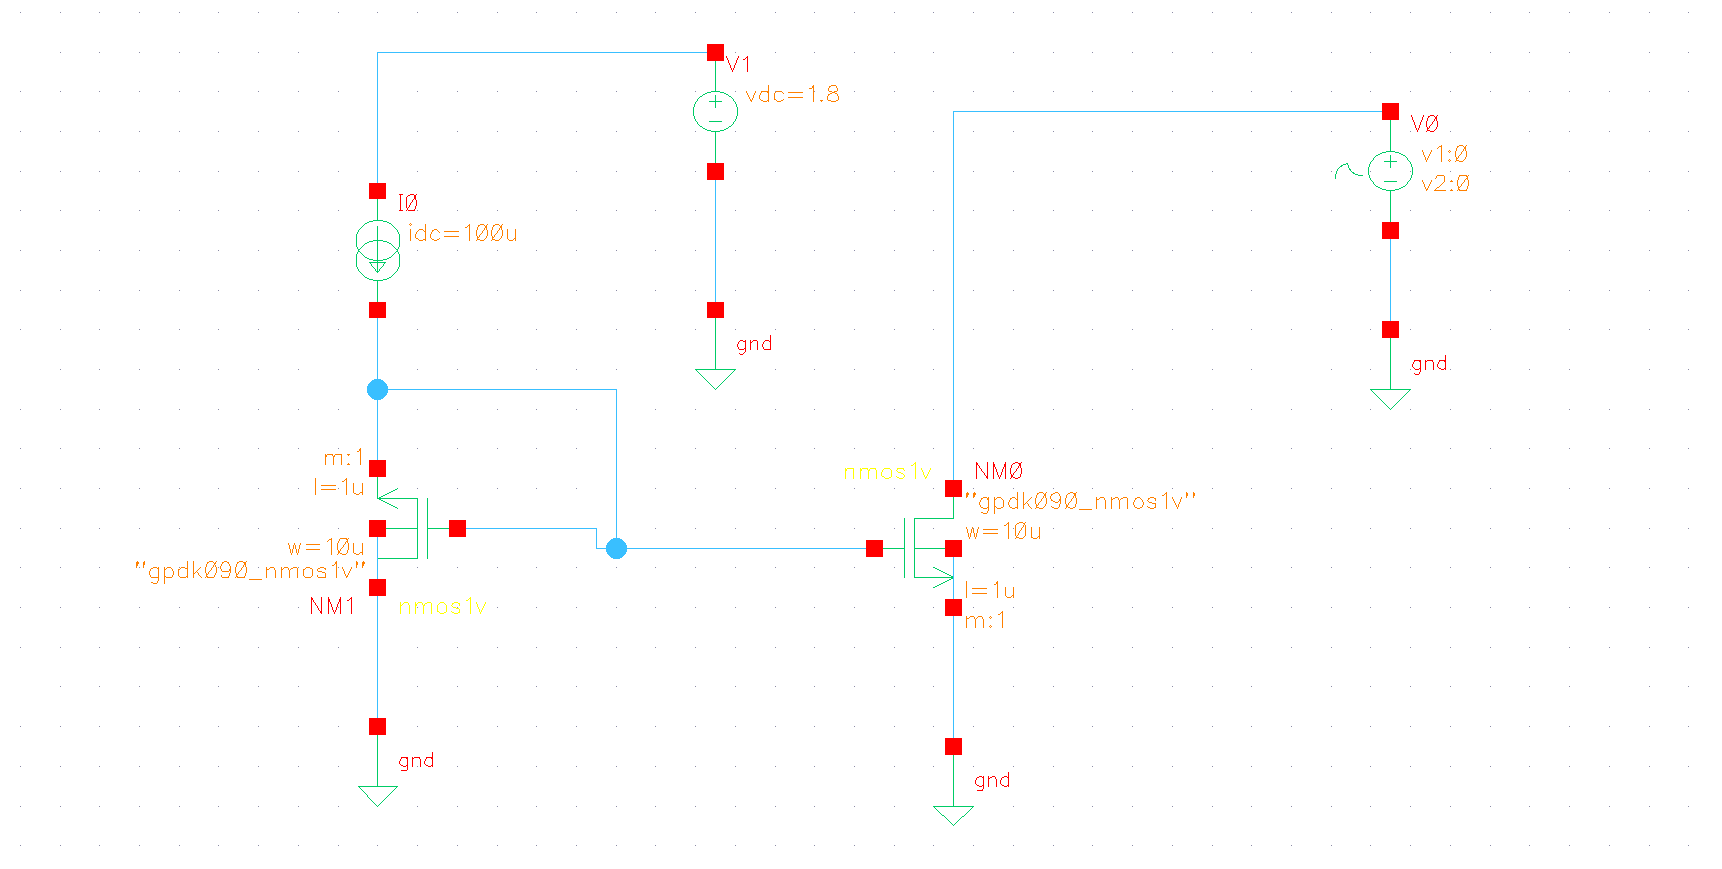 V1
vdc=1.8
I0
idc=100u
gnd
V0
v1:0
v2:0
gnd
m:1
l=1u
w=10u
"gpdk090_nmos1v"
NM1
nmos1v
gnd
nmos1v
NM0
"gpdk090_nmos1v"
w=10u
l=1u
m:1
gnd